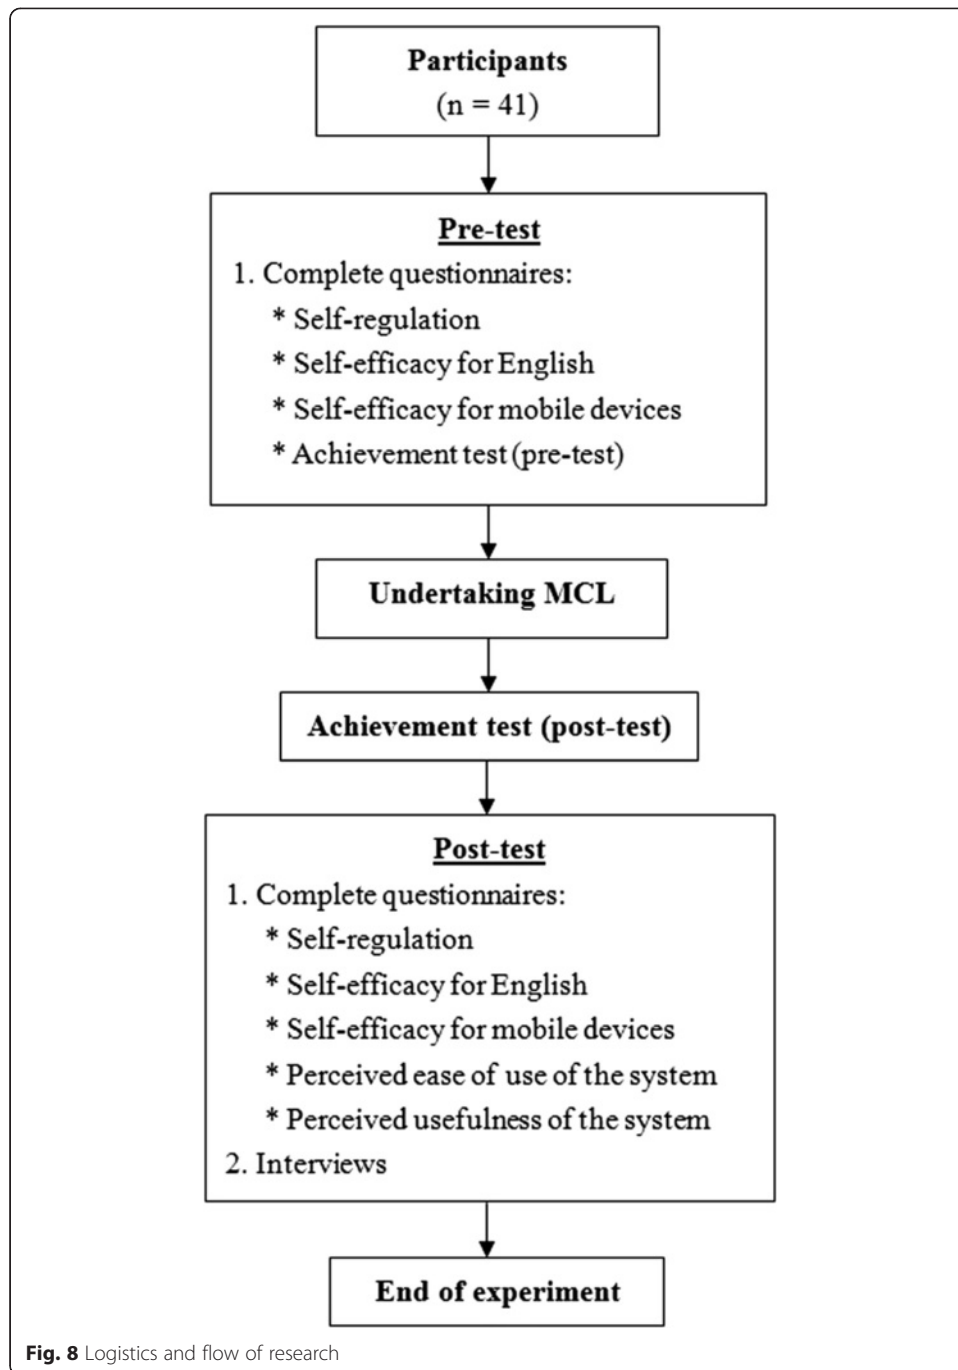 Participants
(n = 41)
Pre-test
1. Complete questionnaires:
* Self-regulation
* Self-efficacy for English
* Self-efficacy for mobile devices
* Achievement test (pre-test)
Undertaking MCL
Achievement test (post-test)
Post-test
1. Complete questionnaires:
* Self-regulation
* Self-efficacy for English
* Self-efficacy for mobile devices
* Perceived ease of use of the system
* Perceived usefulness of the system
2. Interviews
End of experiment
Fig. 8 Logistics and flow of research